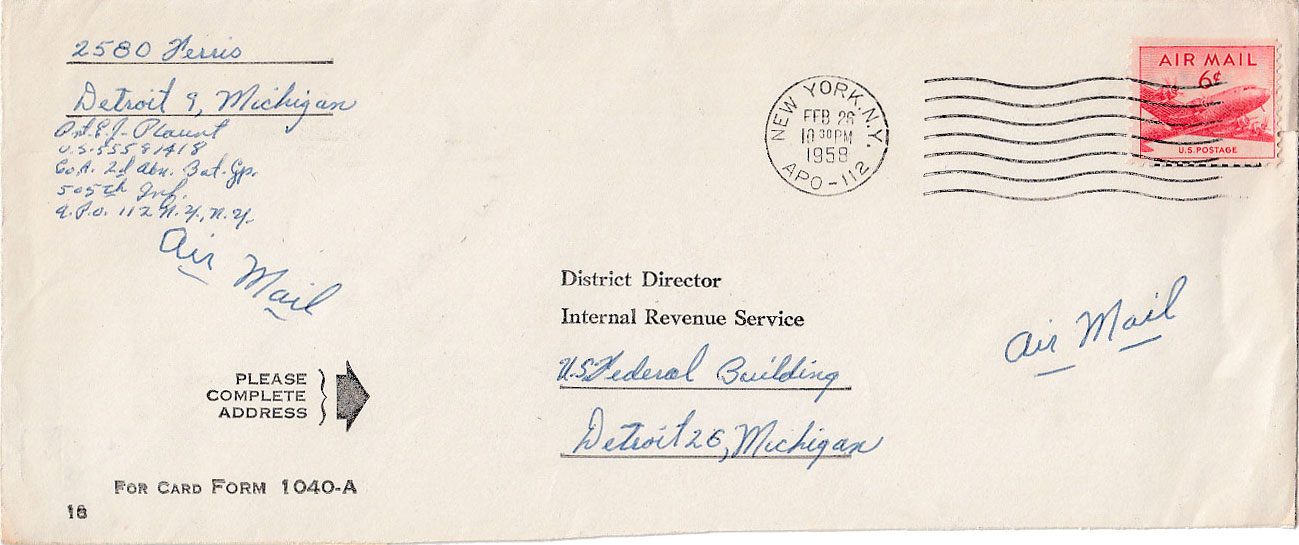 2580 Ferris
Detroit 9, Michigan
Pvt. E. J. Plaunt
U.S. 55591418
Co. A. 2d Abn. Bat. Gp.
505th Inf.
A.P.O. 112 N.Y., N.Y.
Air Mail
NEW YORK, N.Y.
FEB 26
10 30 PM
1958
APO-112
AIR MAIL
6¢
U.S. POSTAGE
District Director
Internal Revenue Service
U.S. Federal Building
Detroit 26, Michigan
Air Mail
PLEASE
COMPLETE
ADDRESS
FOR CARD FORM 1040-A
16